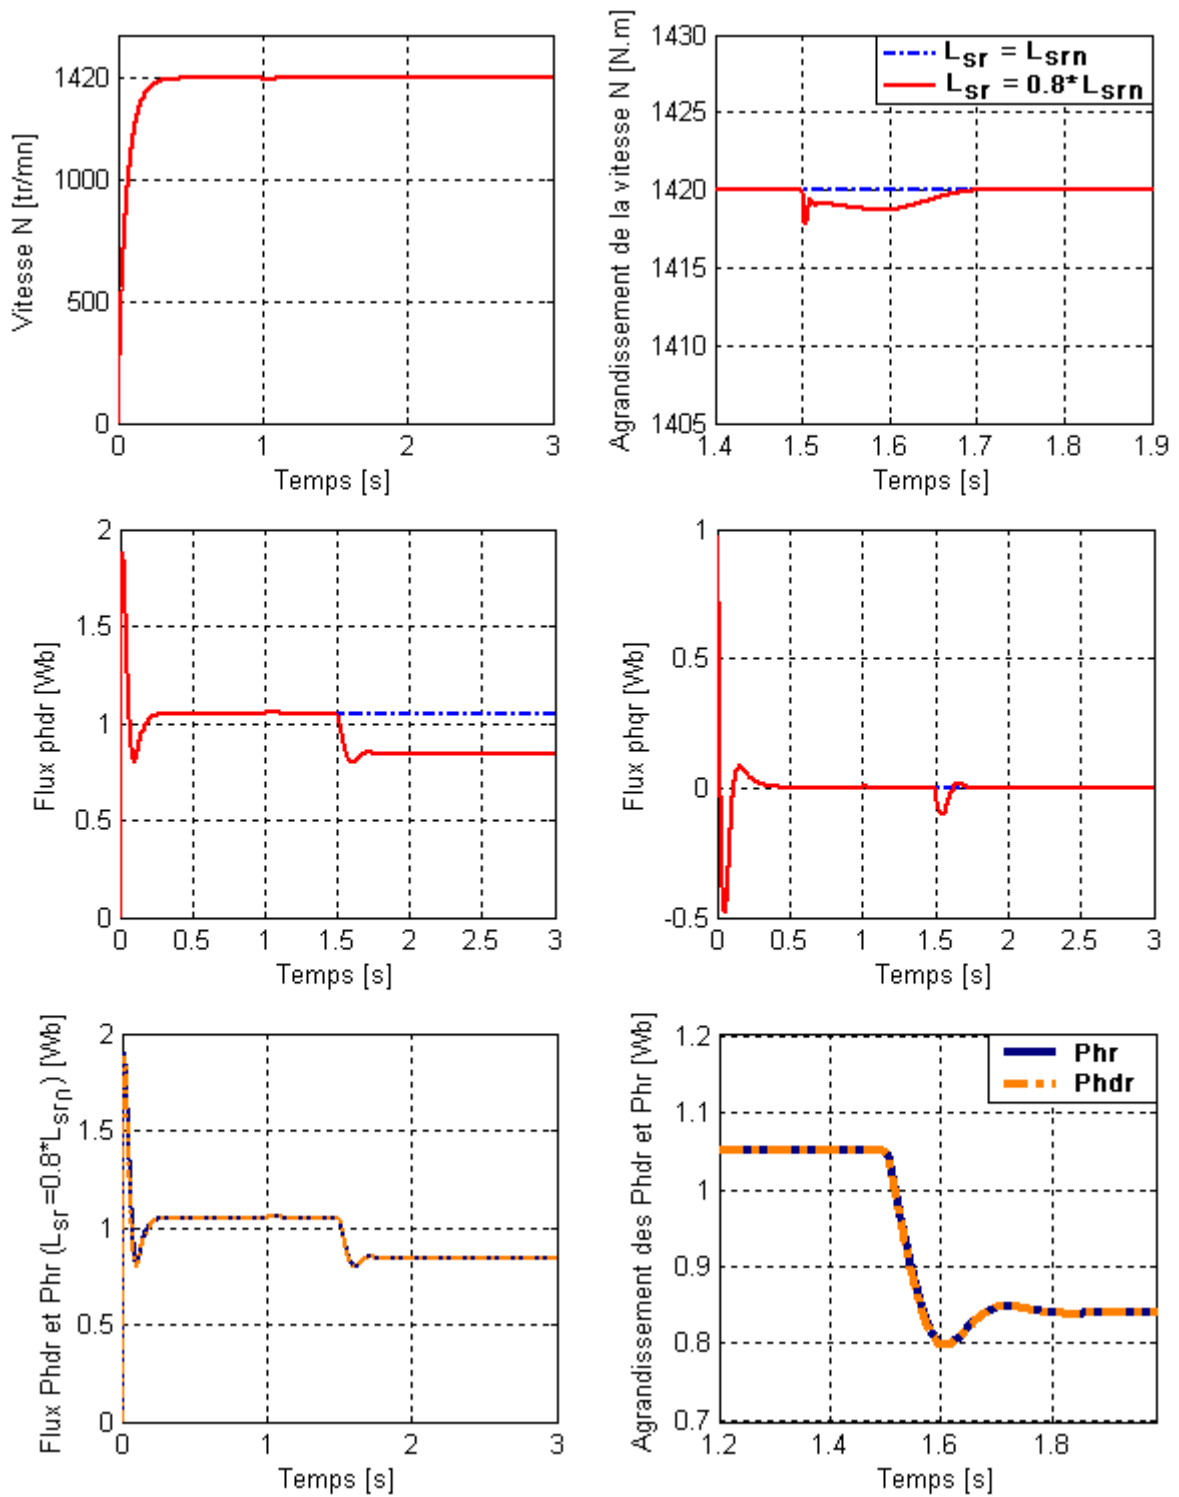 Vitesse N [tr/mn]
1420
1000
500
0
0 1 2 3
Temps [s]
Agrandissement de la vitesse N [N.m]
1430
1425
1420
1415
1410
1405
L_sr = L_srn
L_sr = 0.8*L_srn
1.4 1.5 1.6 1.7 1.8 1.9
Temps [s]
Flux phdr [Wb]
2
1.5
1
0.5
0
0 0.5 1 1.5 2 2.5 3
Temps [s]
Flux phqr [Wb]
1
0.5
0
-0.5
0 0.5 1 1.5 2 2.5 3
Temps [s]
Flux Phdr et Phr (L_sr =0.8*L_srn) [Wb]
2
1.5
1
0.5
0
0 1 2 3
Temps [s]
Agrandissement des Phdr et Phr [Wb]
1.2
1.1
1
0.9
0.8
0.7
Phr
Phdr
1.2 1.4 1.6 1.8
Temps [s]